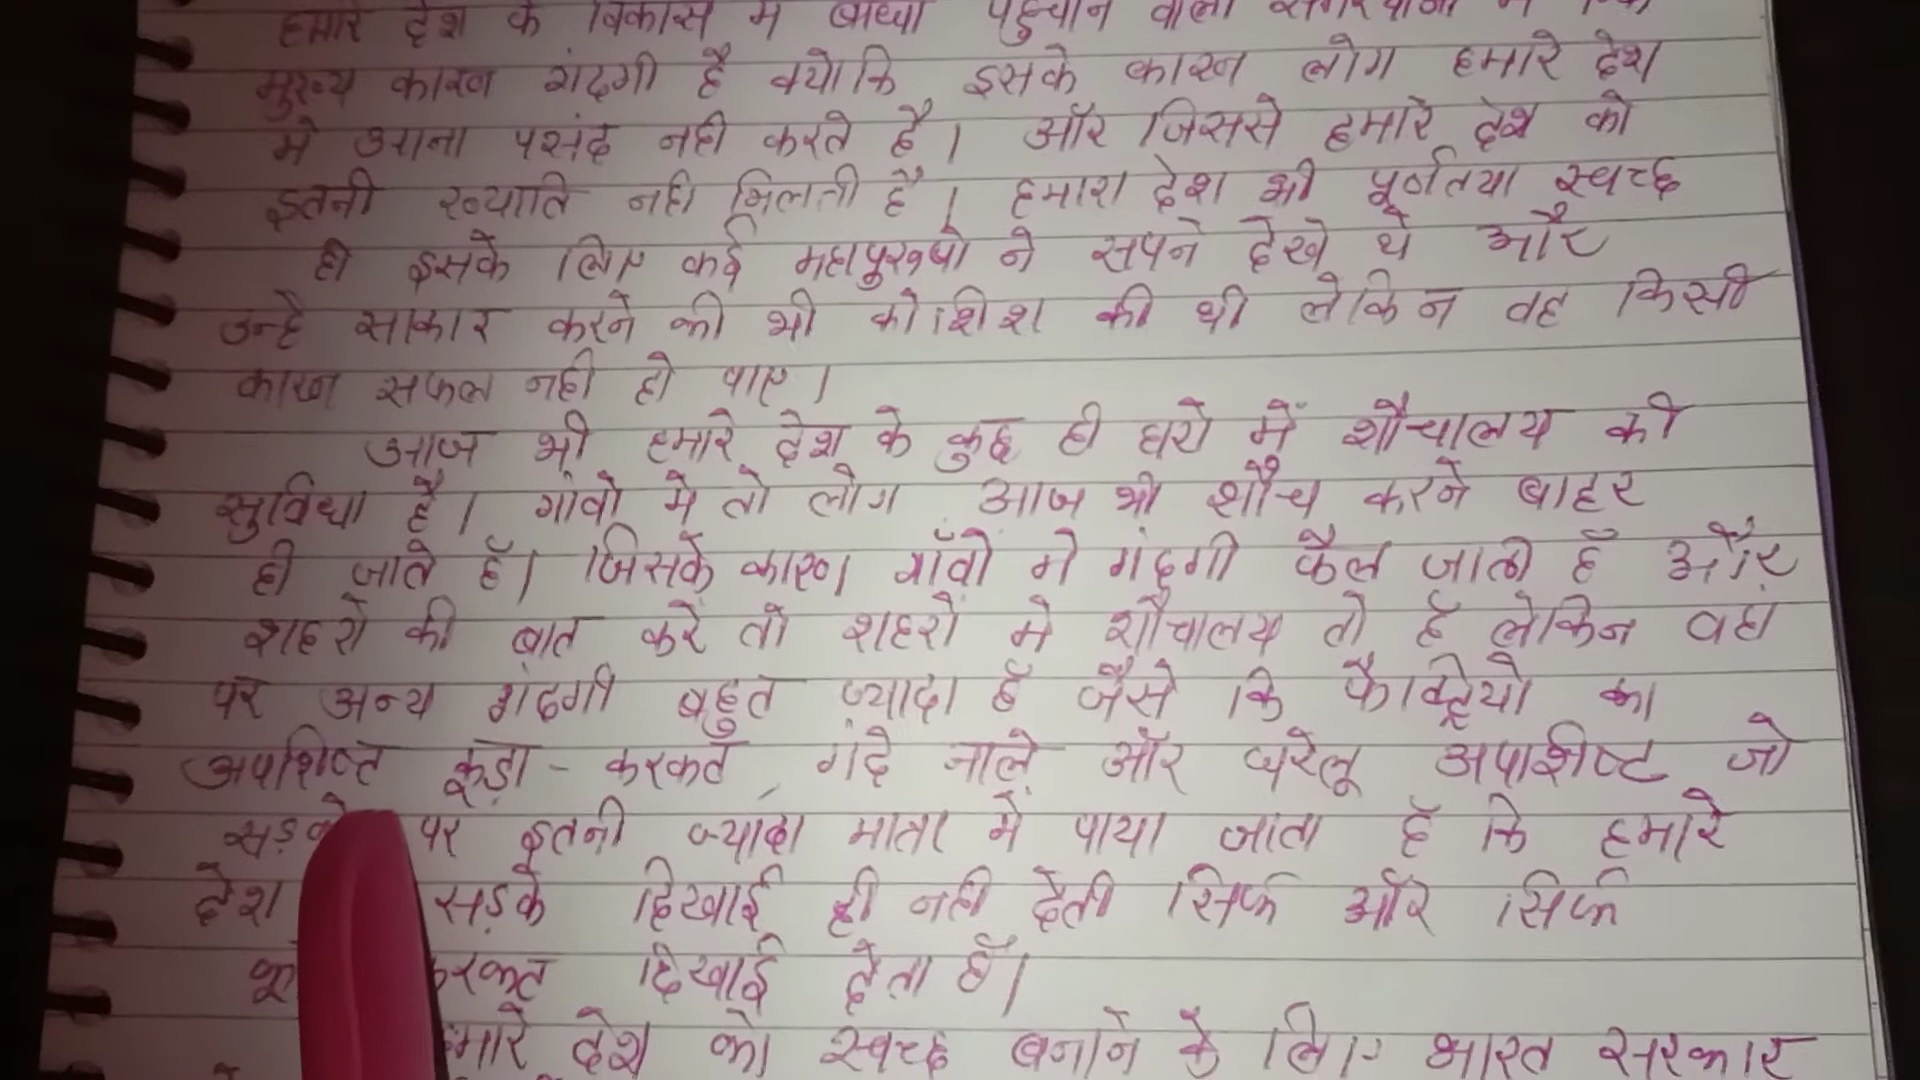 हमारे देश के विकास में बाधा पहुंचाने वाली
मुख्य कारण गंदगी है क्योकि इसके कारन लोग हमारे देश
मे आना पसंद नही करते है। और जिससे हमारे देश को
इतनी ख्याति नही मिलती है। हमारा देश भी पूर्णतया स्वच्छ
हो इसके लिए कई महापुरुषो ने सपने देखे थे और
उन्हे साकार करने की भी कोशिश की थी लेकिन वह किसी
कारण सफल नही हो पाए।
आज भी हमारे देश के कुछ ही घरो में शौचालय की
सुविधा है। गांवो मे तो लोग आज भी शौच करने बाहर
ही जाते हैं। जिसके कारण गाँवो मे गंदगी फैल जाती है और
शहरो की बात करें तो शहरो मे शौचालय तो है लेकिन वहा
पर अन्य गंदगी बहुत ज्यादा है जैसे कि फैक्ट्रियो का
अपशिष्ट कूड़ा - करकट, गंदे नाले और घरेलू अपशिष्ट जो
सड़को पर इतनी ज्यादा मात्रा में पाया जाता है कि हमारे
देश सड़के दिखाई ही नही देती सिर्फ और सिर्फ
करकट दिखाई देता है।
हमारे देश को स्वच्छ बनाने के लिए भारत सरकार